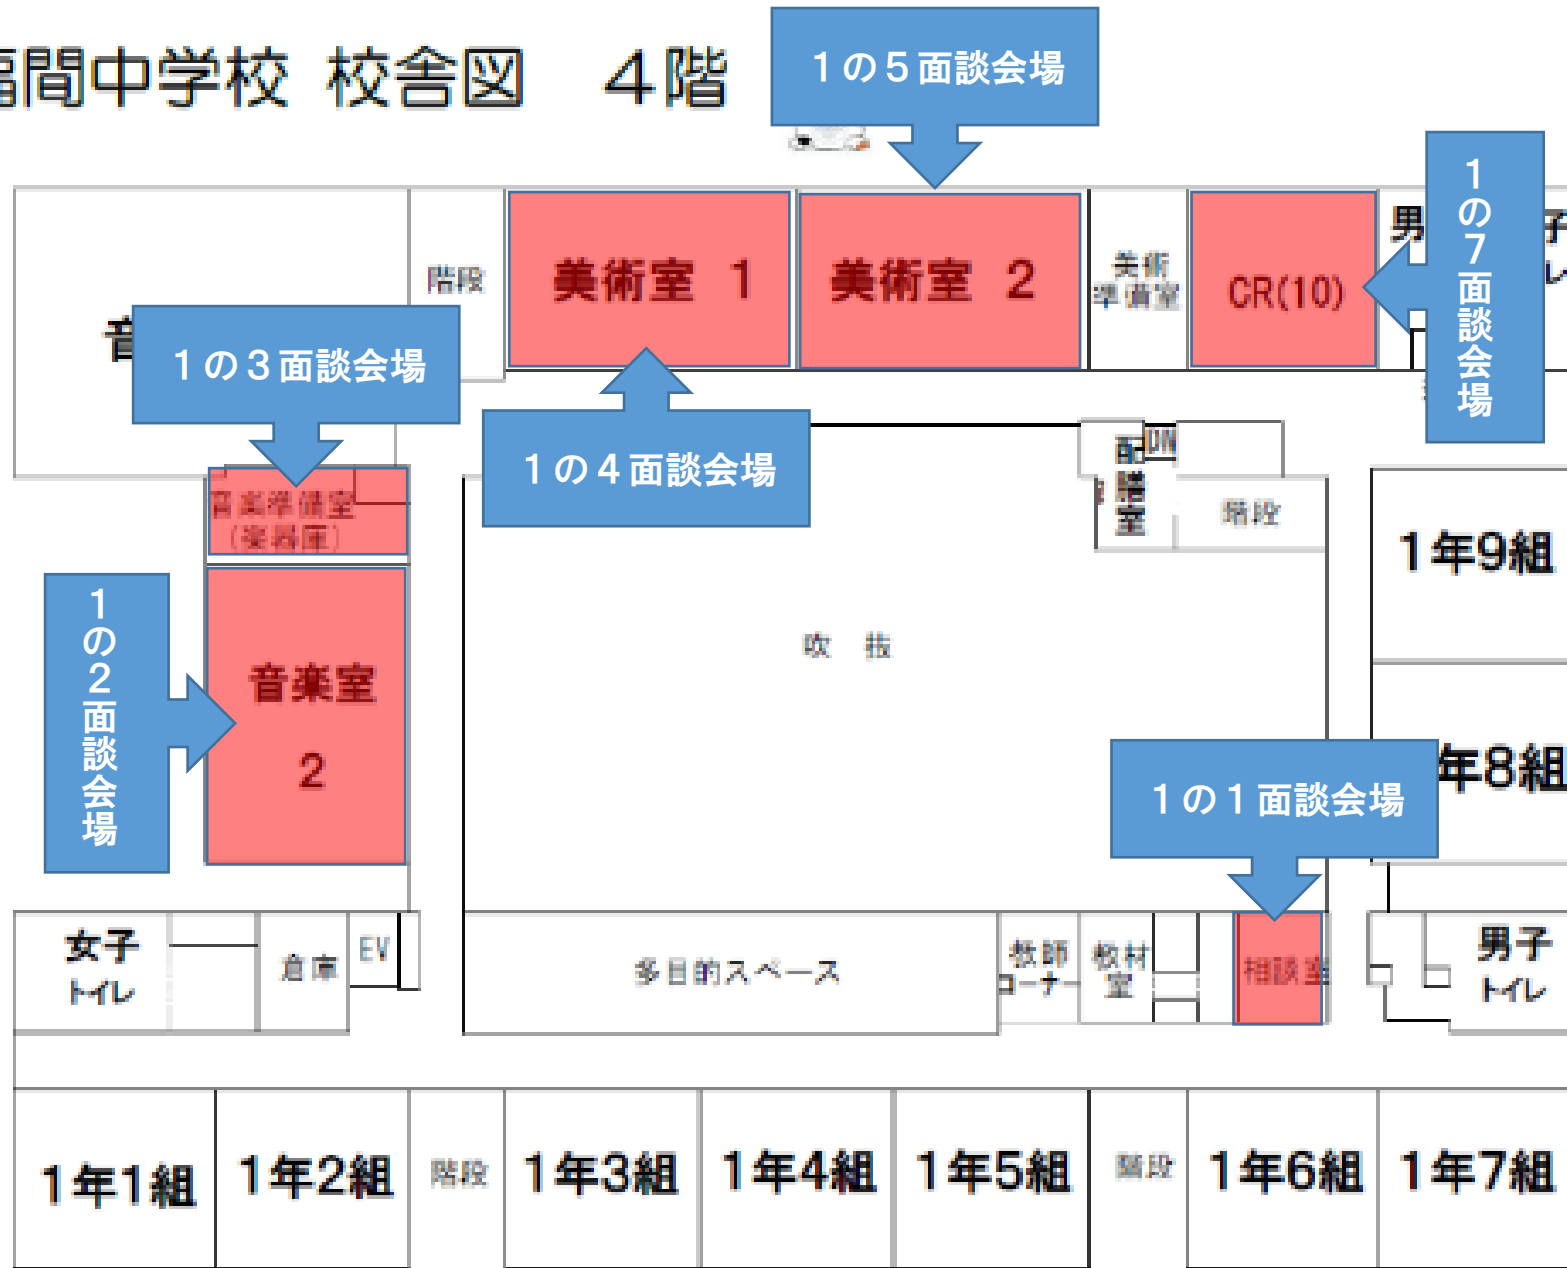 間中学校 校舎図　４階
１の５面談会場
１の７面談会場
階段
美術室 1
美術室 2
美術
準備室
CR(10)
男
子
音
１の３面談会場
１の４面談会場
音楽準備室
(楽器庫)
配膳室
階段
1年9組
１の２面談会場
音楽室
2
吹　抜
年8組
１の１面談会場
女子
トイレ
倉庫
EV
多目的スペース
教師
コーナー
教材
室
相談室
男子
トイレ
1年1組
1年2組
階段
1年3組
1年4組
1年5組
階段
1年6組
1年7組